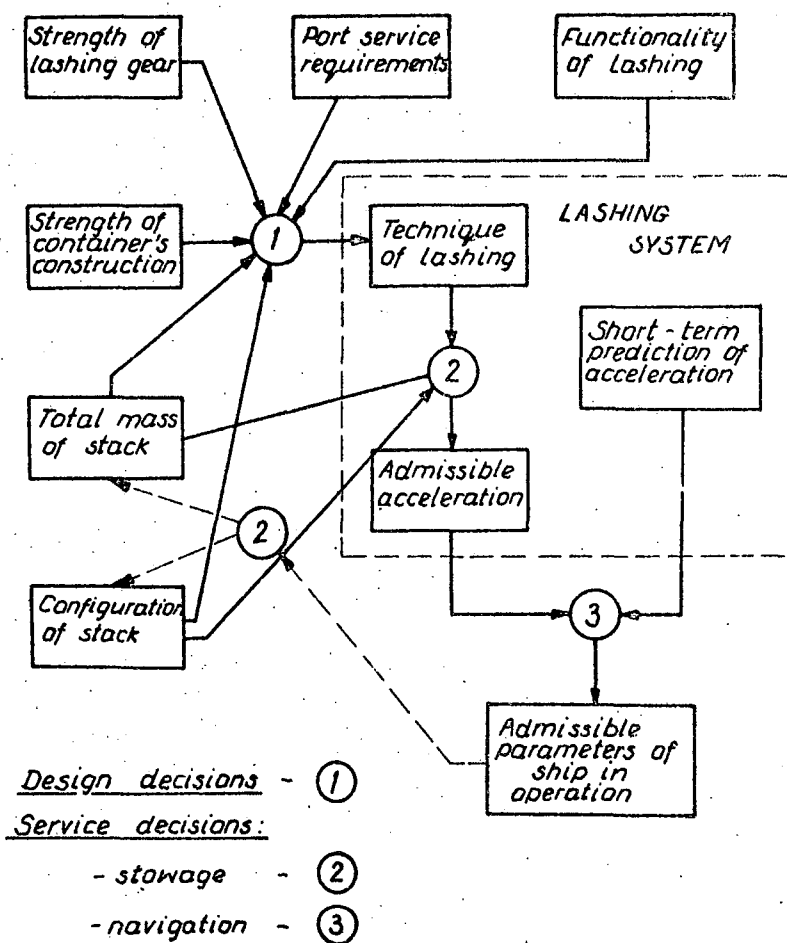 Strength of
lashing gear
Port service
requirements
Functionality
of lashing
Strength of
container's
construction
1
Technique
of lashing
LASHING
SYSTEM
Short-term
prediction of
acceleration
2
Total mass
of stack
Admissible
acceleration
2
Configuration
of stack
3
Admissible
parameters of
ship in
operation
Design decisions - 1
Service decisions:
- stowage - 2
- navigation - 3